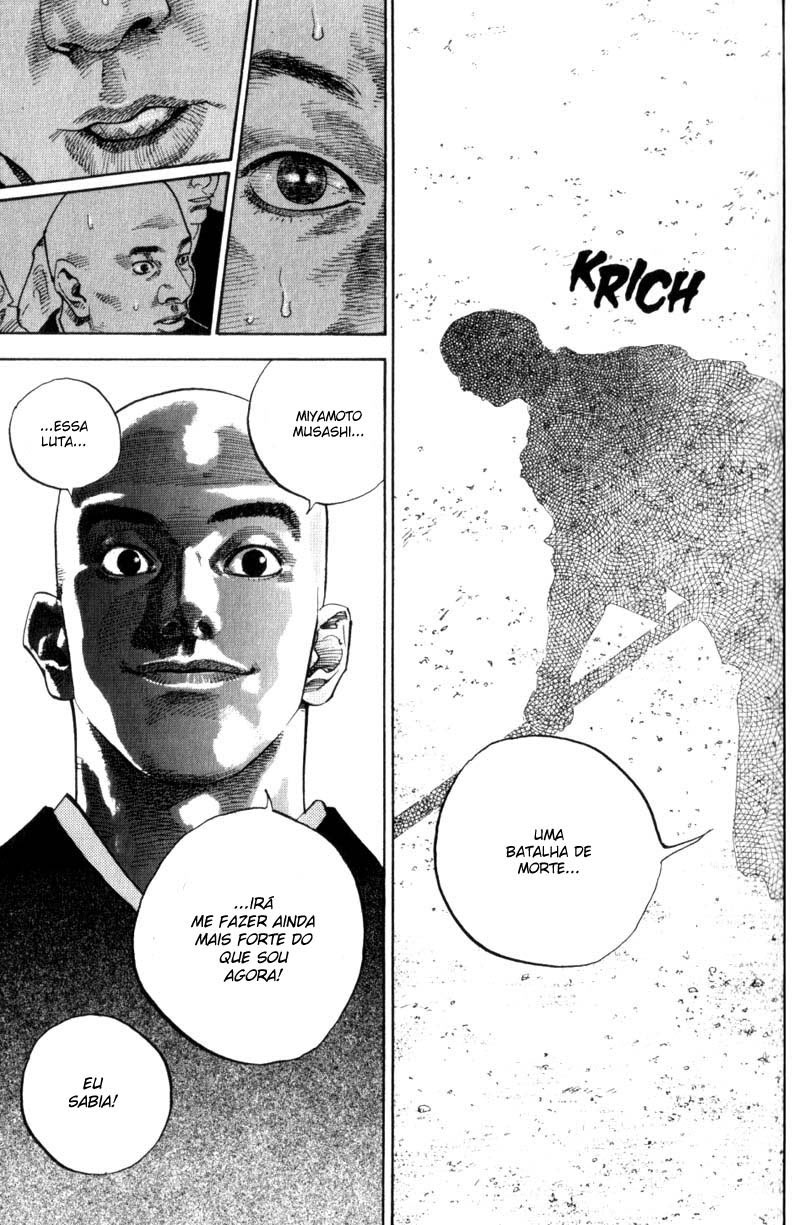 KRICH
UMA
BATALHA DE
MORTE...
MIYAMOTO
MUSASHI...
...ESSA
LUTA...
...IRÁ
ME FAZER AINDA
MAIS FORTE DO
QUE SOU
AGORA!
EU
SABIA!